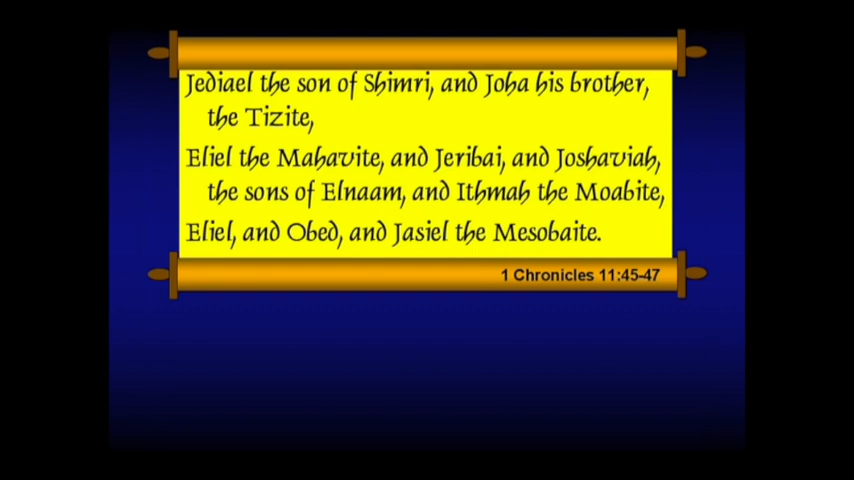 Jediael the son of Shimri, and Joha his brother,
the Tizite,
Eliel the Mahavite, and Jeribai, and Joshaviah,
the sons of Elnaam, and Ithmah the Moabite,
Eliel, and Obed, and Jasiel the Mesobaite.
1 Chronicles 11:45-47